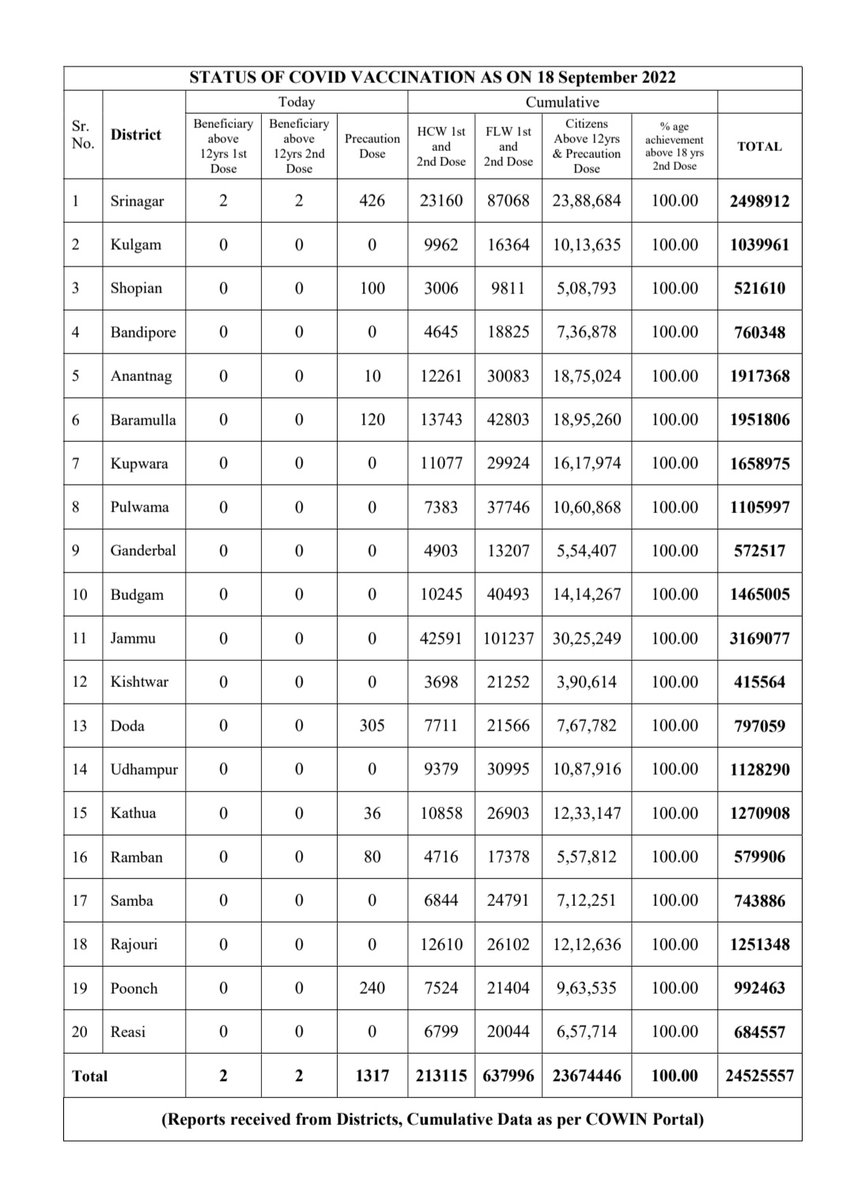 STATUS OF COVID VACCINATION AS ON 18 September 2022
Sr. No. District Today Cumulative
Beneficiary above 12yrs 1st Dose Beneficiary above 12yrs 2nd Dose Precaution Dose HCW 1st and 2nd Dose FLW 1st and 2nd Dose Citizens Above 12yrs & Precaution Dose % age achievement above 18 yrs 2nd Dose TOTAL
1 Srinagar 2 2 426 23160 87068 23,88,684 100.00 2498912
2 Kulgam 0 0 0 9962 16364 10,13,635 100.00 1039961
3 Shopian 0 0 100 3006 9811 5,08,793 100.00 521610
4 Bandipore 0 0 0 4645 18825 7,36,878 100.00 760348
5 Anantnag 0 0 10 12261 30083 18,75,024 100.00 1917368
6 Baramulla 0 0 120 13743 42803 18,95,260 100.00 1951806
7 Kupwara 0 0 0 11077 29924 16,17,974 100.00 1658975
8 Pulwama 0 0 0 7383 37746 10,60,868 100.00 1105997
9 Ganderbal 0 0 0 4903 13207 5,54,407 100.00 572517
10 Budgam 0 0 0 10245 40493 14,14,267 100.00 1465005
11 Jammu 0 0 0 42591 101237 30,25,249 100.00 3169077
12 Kishtwar 0 0 0 3698 21252 3,90,614 100.00 415564
13 Doda 0 0 305 7711 21566 7,67,782 100.00 797059
14 Udhampur 0 0 0 9379 30995 10,87,916 100.00 1128290
15 Kathua 0 0 36 10858 26903 12,33,147 100.00 1270908
16 Ramban 0 0 80 4716 17378 5,57,812 100.00 579906
17 Samba 0 0 0 6844 24791 7,12,251 100.00 743886
18 Rajouri 0 0 0 12610 26102 12,12,636 100.00 1251348
19 Poonch 0 0 240 7524 21404 9,63,535 100.00 992463
20 Reasi 0 0 0 6799 20044 6,57,714 100.00 684557
Total 2 2 1317 213115 637996 23674446 100.00 24525557
(Reports received from Districts, Cumulative Data as per COWIN Portal)